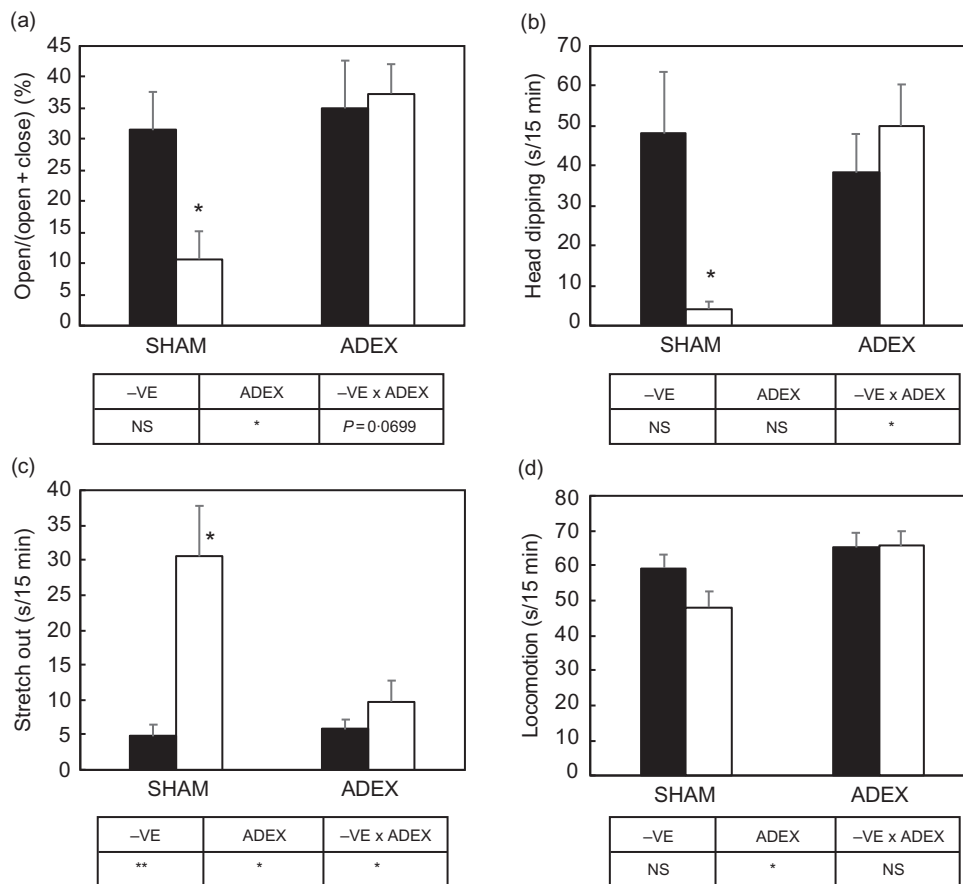 (a)
Open/(open + close) (%)
45
40
35
30
25
20
15
10
5
0
*
SHAM ADEX
–VE ADEX –VE x ADEX
NS * P = 0·0699
(b)
Head dipping (s/15 min)
70
60
50
40
30
20
10
0
*
SHAM ADEX
–VE ADEX –VE x ADEX
NS NS *
(c)
Stretch out (s/15 min)
40
35
30
25
20
15
10
5
0
*
SHAM ADEX
–VE ADEX –VE x ADEX
** * *
(d)
Locomotion (s/15 min)
80
70
60
50
40
30
20
10
0
SHAM ADEX
–VE ADEX –VE x ADEX
NS * NS